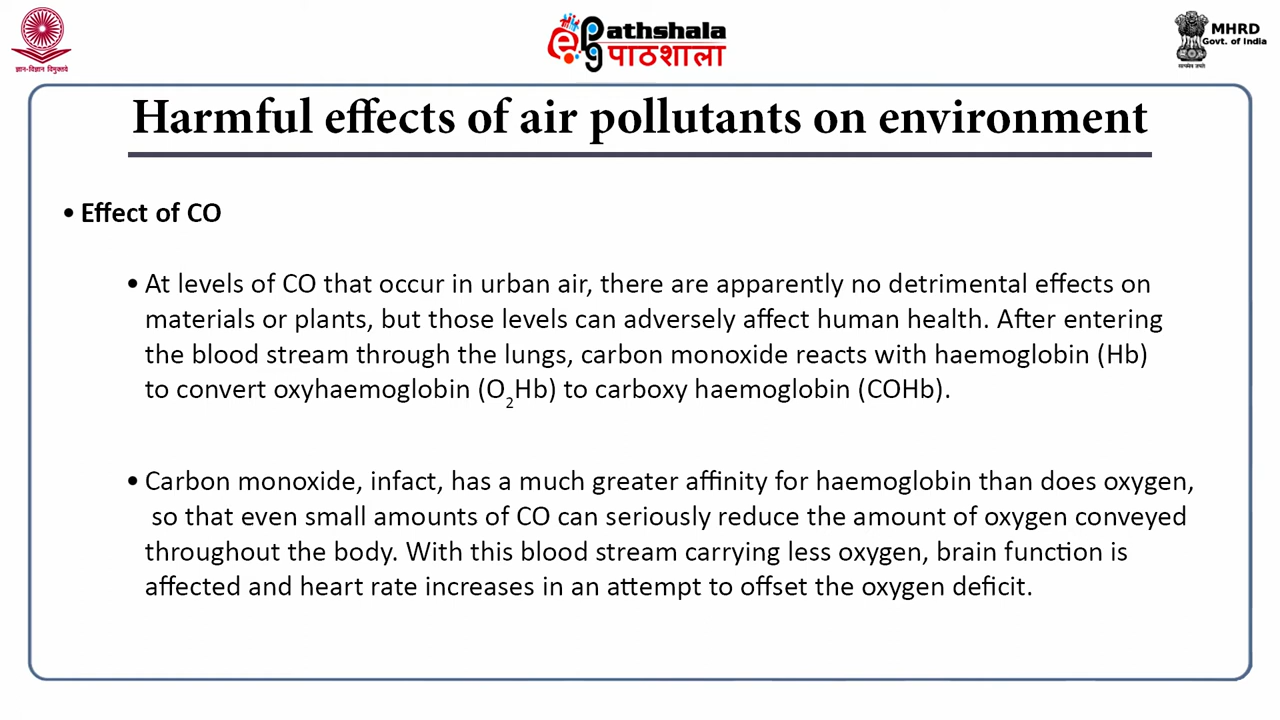 ज्ञान-विज्ञान विमुक्तये
ePG Pathshala
पाठशाला
MHRD
Govt. of India
सत्यमेव जयते
Harmful effects of air pollutants on environment
• Effect of CO
• At levels of CO that occur in urban air, there are apparently no detrimental effects on
materials or plants, but those levels can adversely affect human health. After entering
the blood stream through the lungs, carbon monoxide reacts with haemoglobin (Hb)
to convert oxyhaemoglobin (O₂Hb) to carboxy haemoglobin (COHb).
• Carbon monoxide, infact, has a much greater affinity for haemoglobin than does oxygen,
so that even small amounts of CO can seriously reduce the amount of oxygen conveyed
throughout the body. With this blood stream carrying less oxygen, brain function is
affected and heart rate increases in an attempt to offset the oxygen deficit.